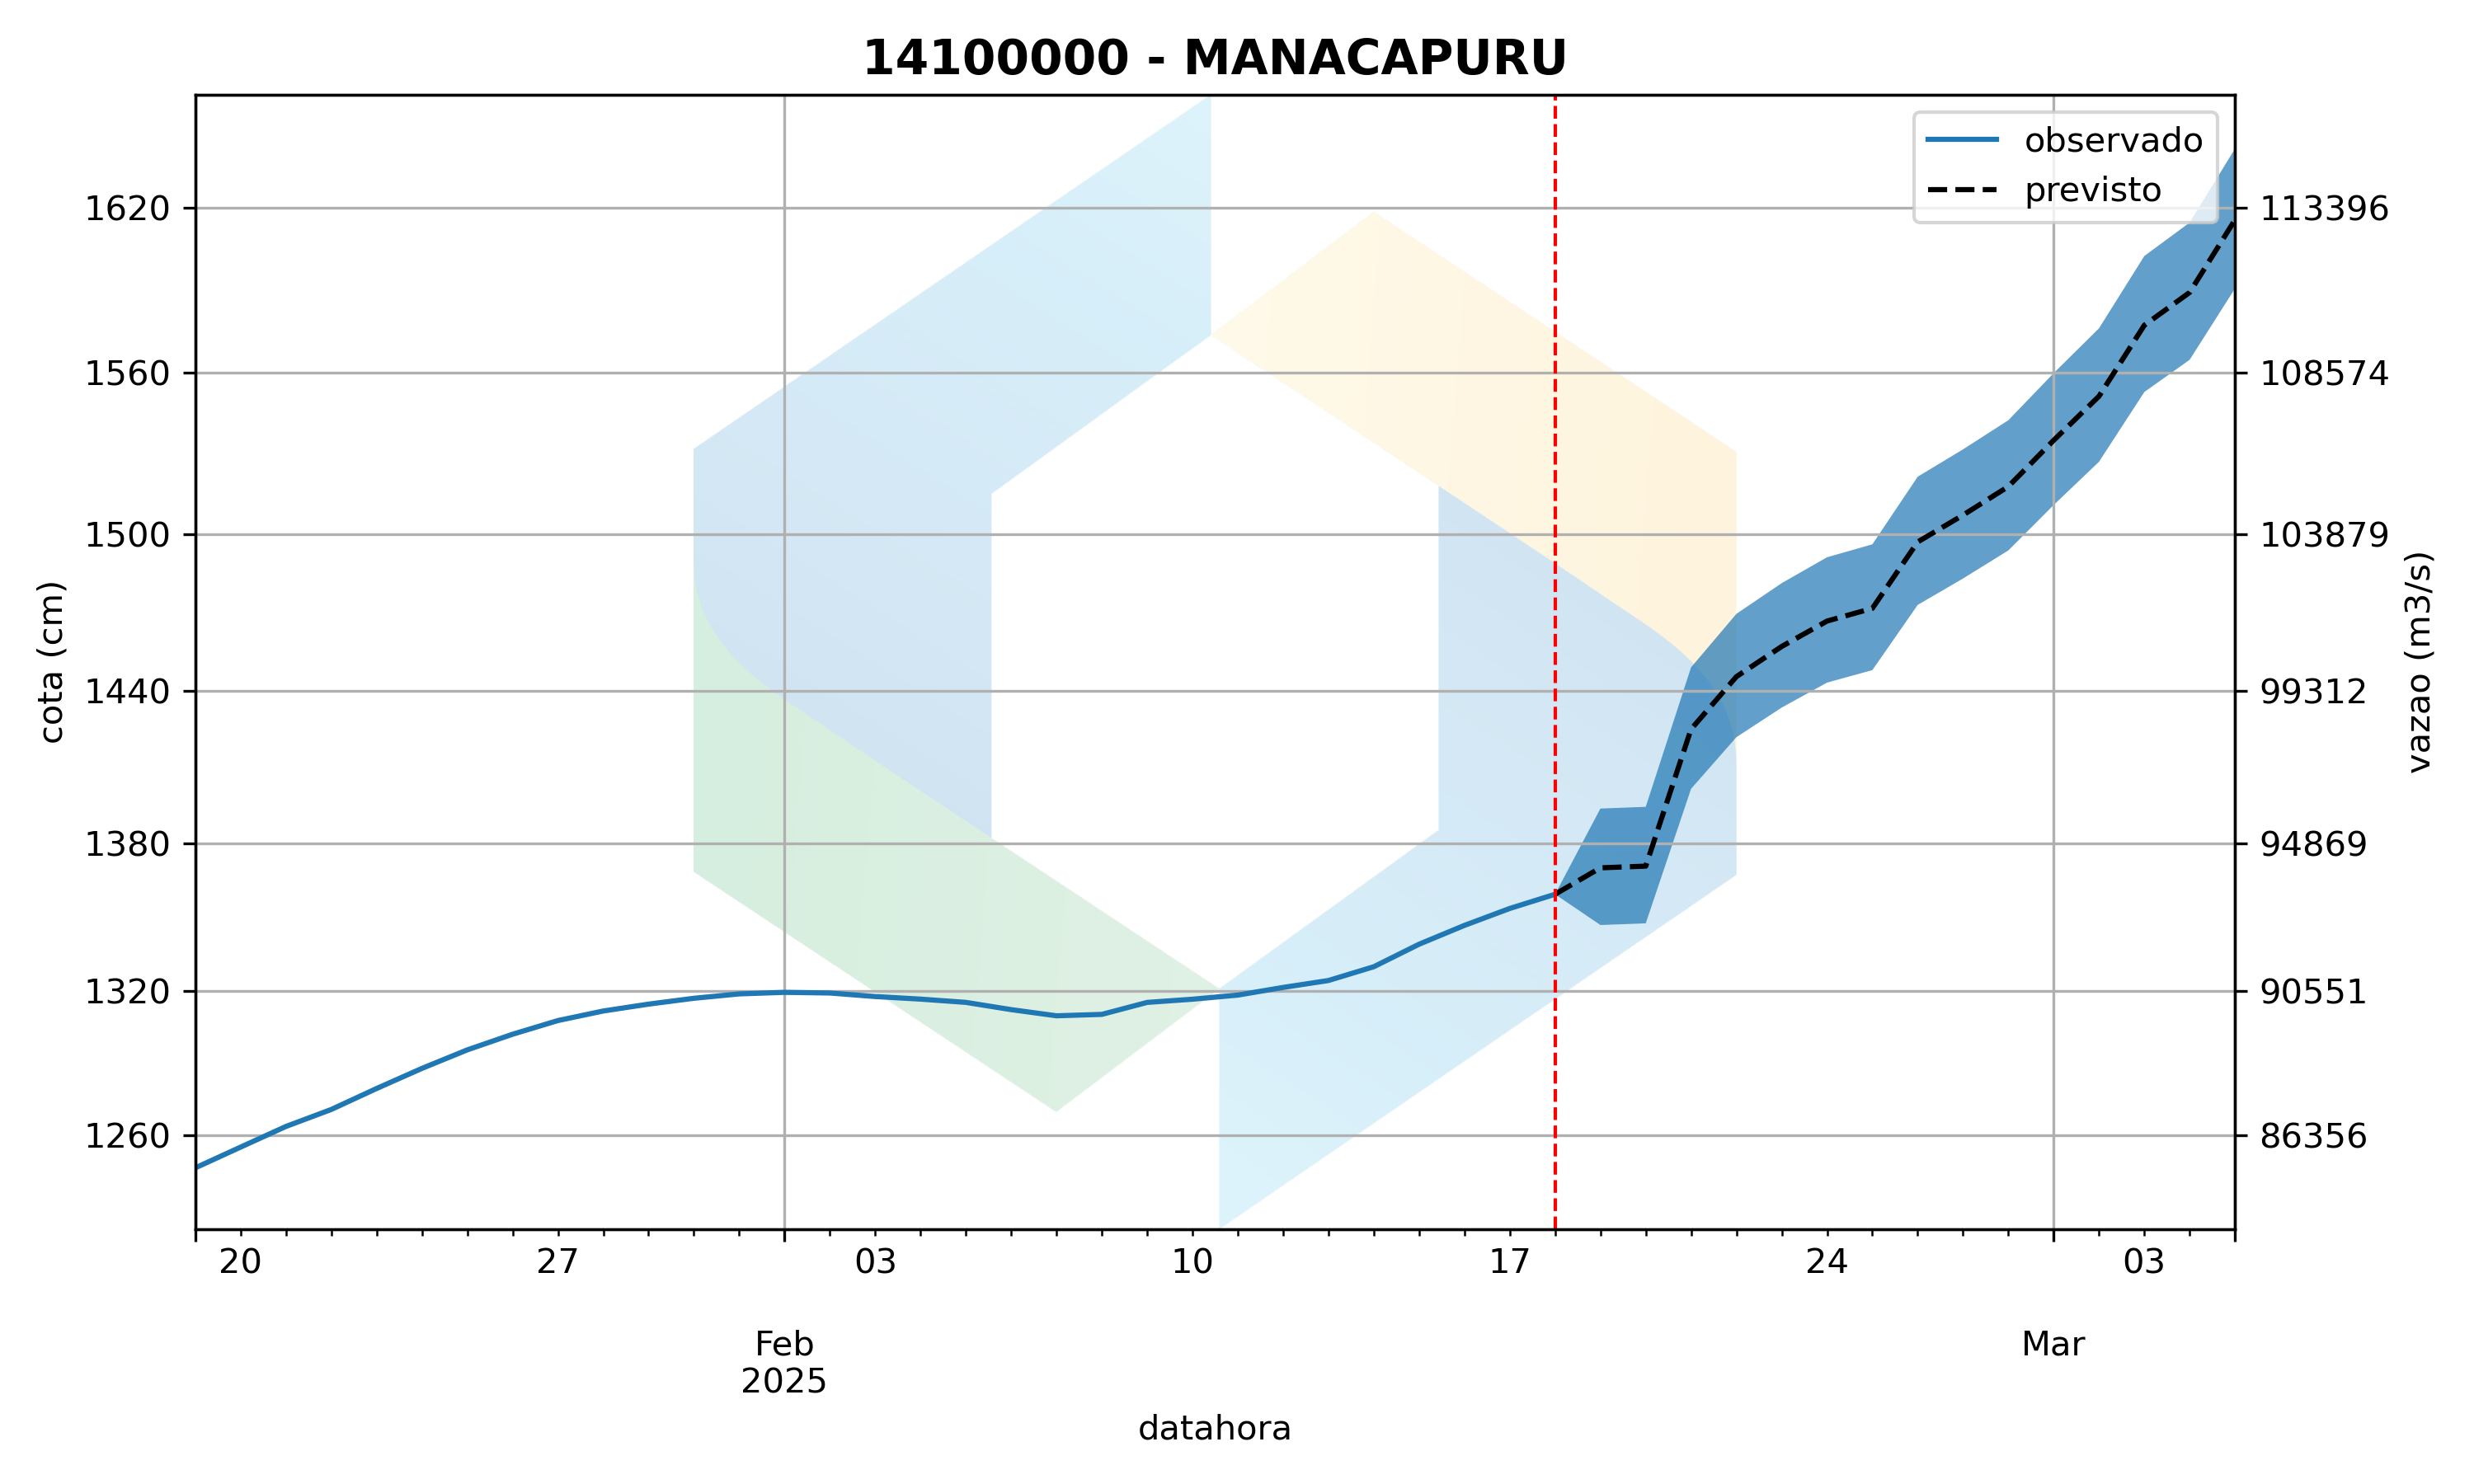 14100000 - MANACAPURU
observado
previsto
1620
1560
1500
1440
1380
1320
1260
cota (cm)
113396
108574
103879
99312
94869
90551
86356
vazao (m3/s)
20
27
03
10
17
24
03
Feb
2025
Mar
datahora